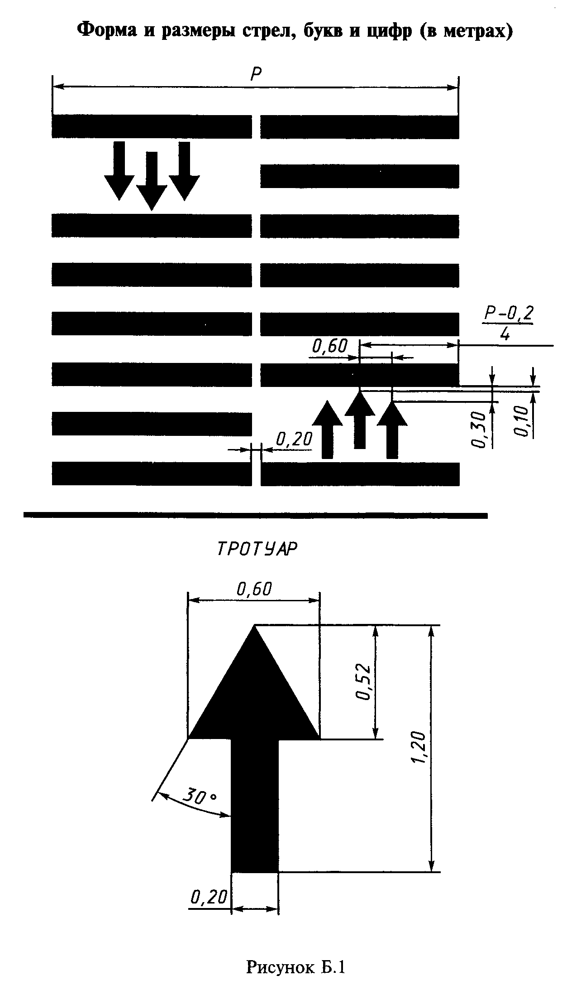 Форма и размеры стрел, букв и цифр (в метрах)
P
P-0,2
4
0,60
0,30
0,10
0,20
ТРОТУАР
0,60
0,52
1,20
30°
0,20
Рисунок Б.1